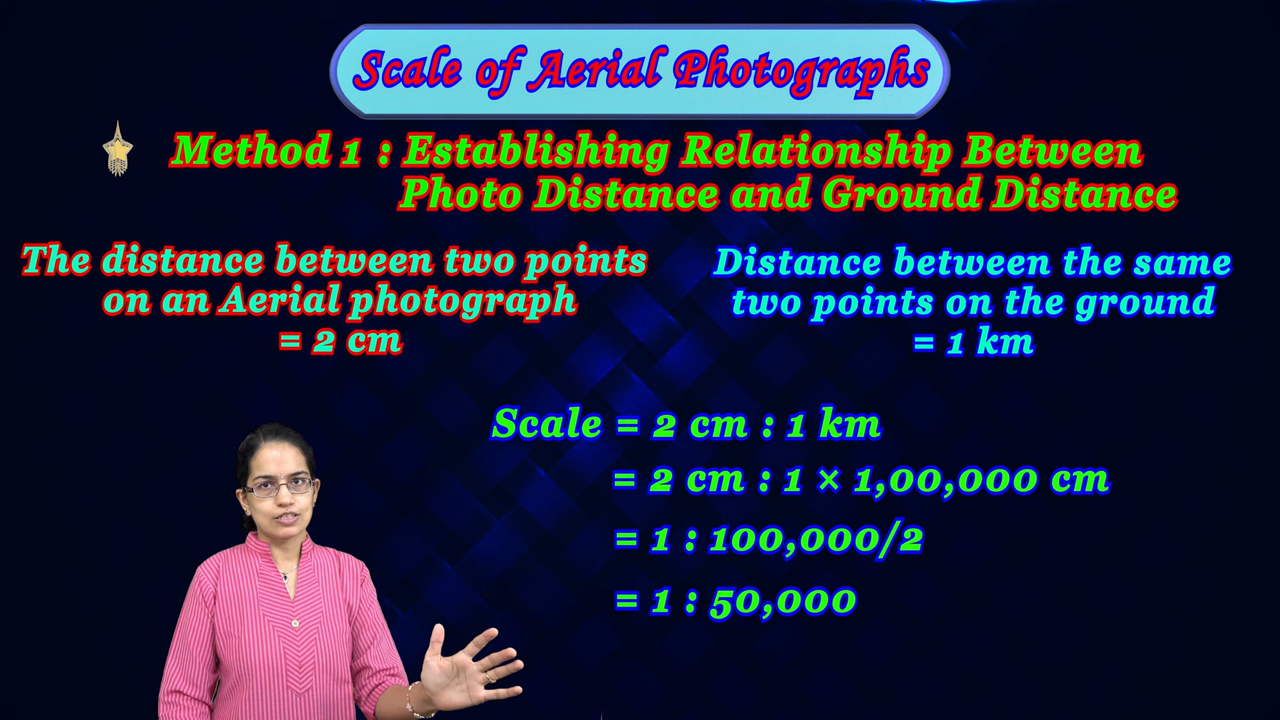 Scale of Aerial Photographs
Method 1 : Establishing Relationship Between
Photo Distance and Ground Distance
The distance between two points
on an Aerial photograph
= 2 cm
Distance between the same
two points on the ground
= 1 km
Scale = 2 cm : 1 km
= 2 cm : 1 × 1,00,000 cm
= 1 : 100,000/2
= 1 : 50,000